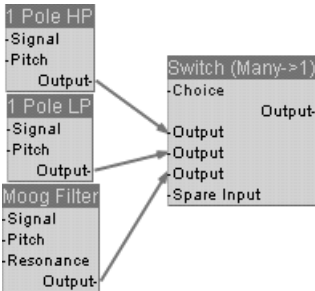 1 Pole HP
-Signal
-Pitch
Output-
1 Pole LP
-Signal
-Pitch
Output-
Moog Filter
-Signal
-Pitch
-Resonance
Output-
Switch (Many->1)
-Choice
Output-
-Output
-Output
-Output
-Spare Input